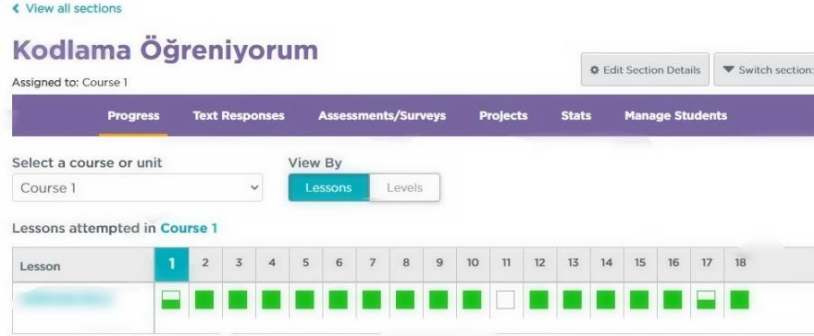 View all sections
Kodlama Öğreniyorum
Assigned to: Course 1
Edit Section Details
Switch section:
Progress Text Responses Assessments/Surveys Projects Stats Manage Students
Select a course or unit View By
Course 1 Lessons Levels
Lessons attempted in Course 1
Lesson 1 2 3 4 5 6 7 8 9 10 11 12 13 14 15 16 17 18